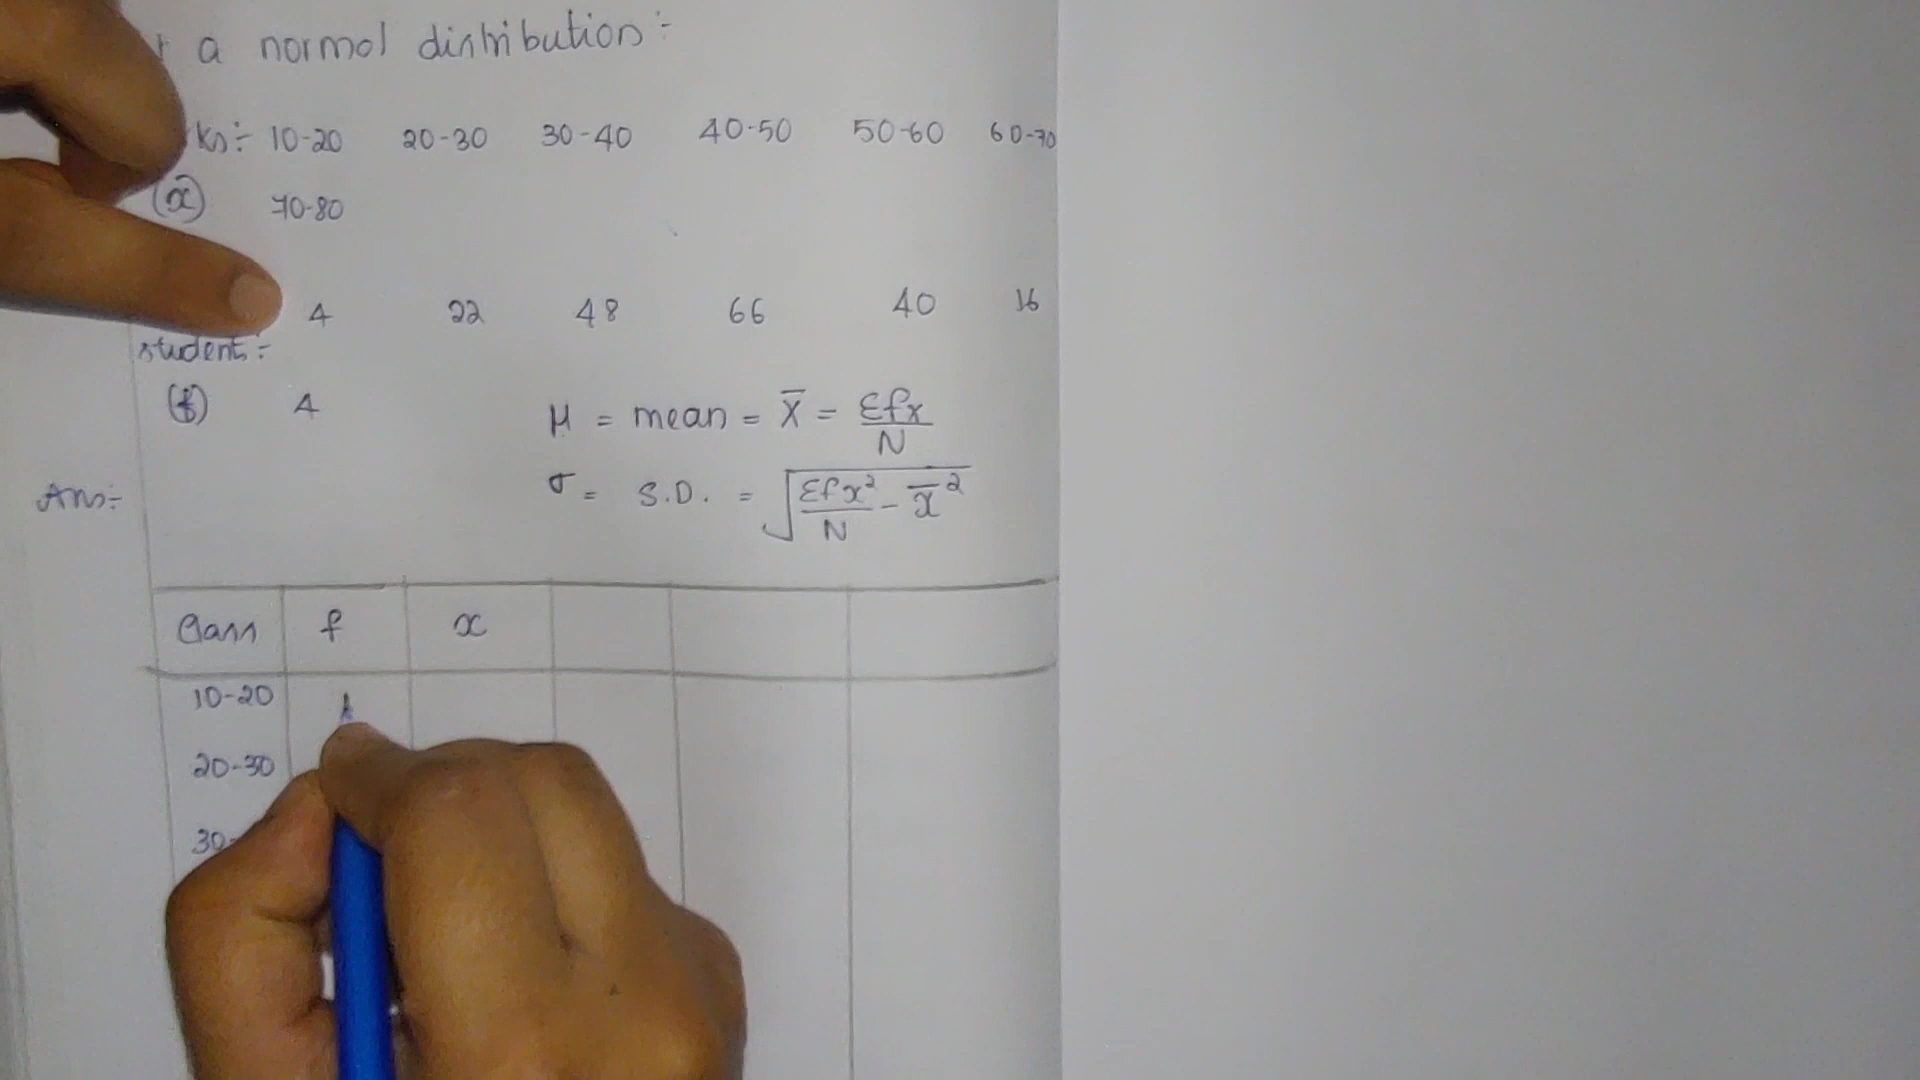 a normal distribution:-
ks:- 10-20 20-30 30-40 40-50 50-60 60-70
(x) 70-80
4 22 48 66 40 16
student:-
(f) 4
μ = mean = X̄ = Σfx/N
Ans:-
σ = S.D. = √(Σfx²/N - x̄²)
Class f x
10-20
20-30
30-